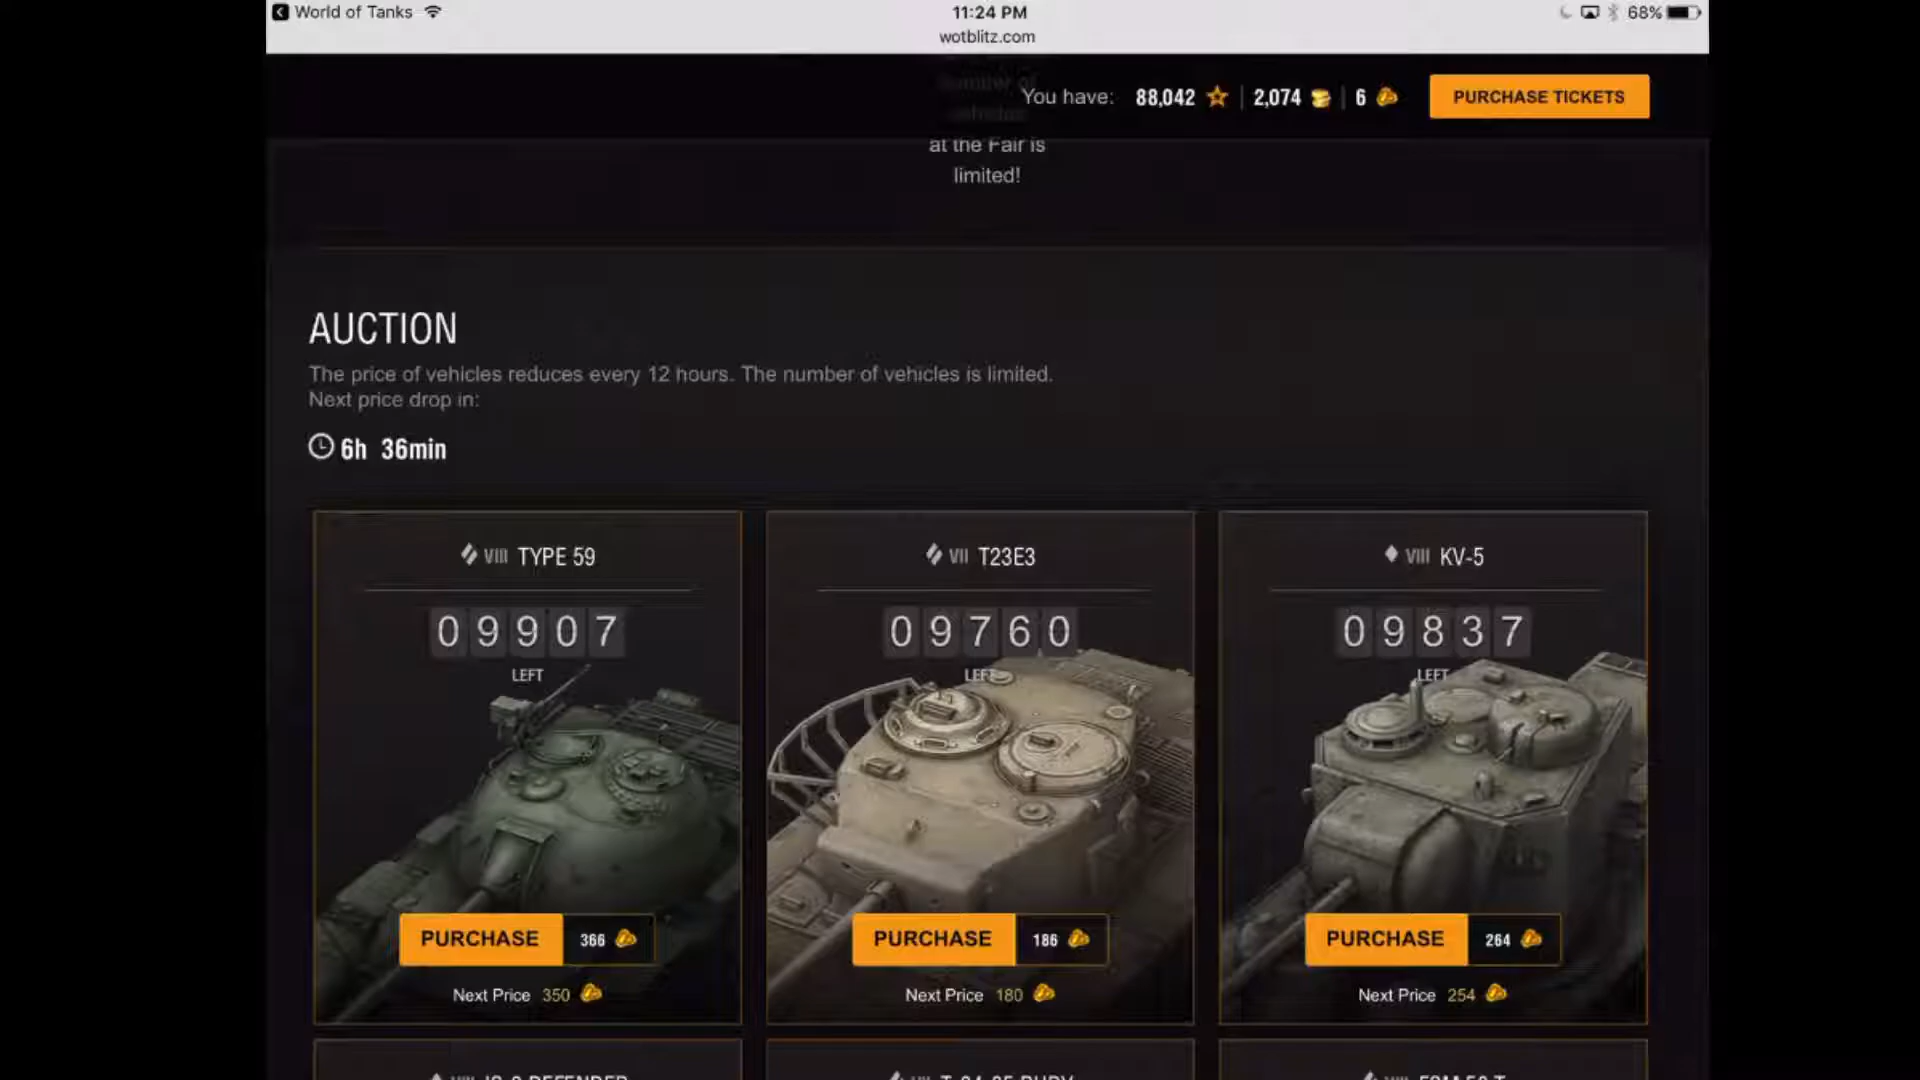 World of Tanks
11:24 PM
68%
wotblitz.com
number of
vehicles
at the Fair is
limited!
You have: 88,042 2,074 6
PURCHASE TICKETS
AUCTION
The price of vehicles reduces every 12 hours. The number of vehicles is limited.
Next price drop in:
6h 36min
VIII TYPE 59
09907
LEFT
PURCHASE 366
Next Price 350
VII T23E3
09760
LEFT
PURCHASE 186
Next Price 180
VIII KV-5
09837
LEFT
PURCHASE 264
Next Price 254